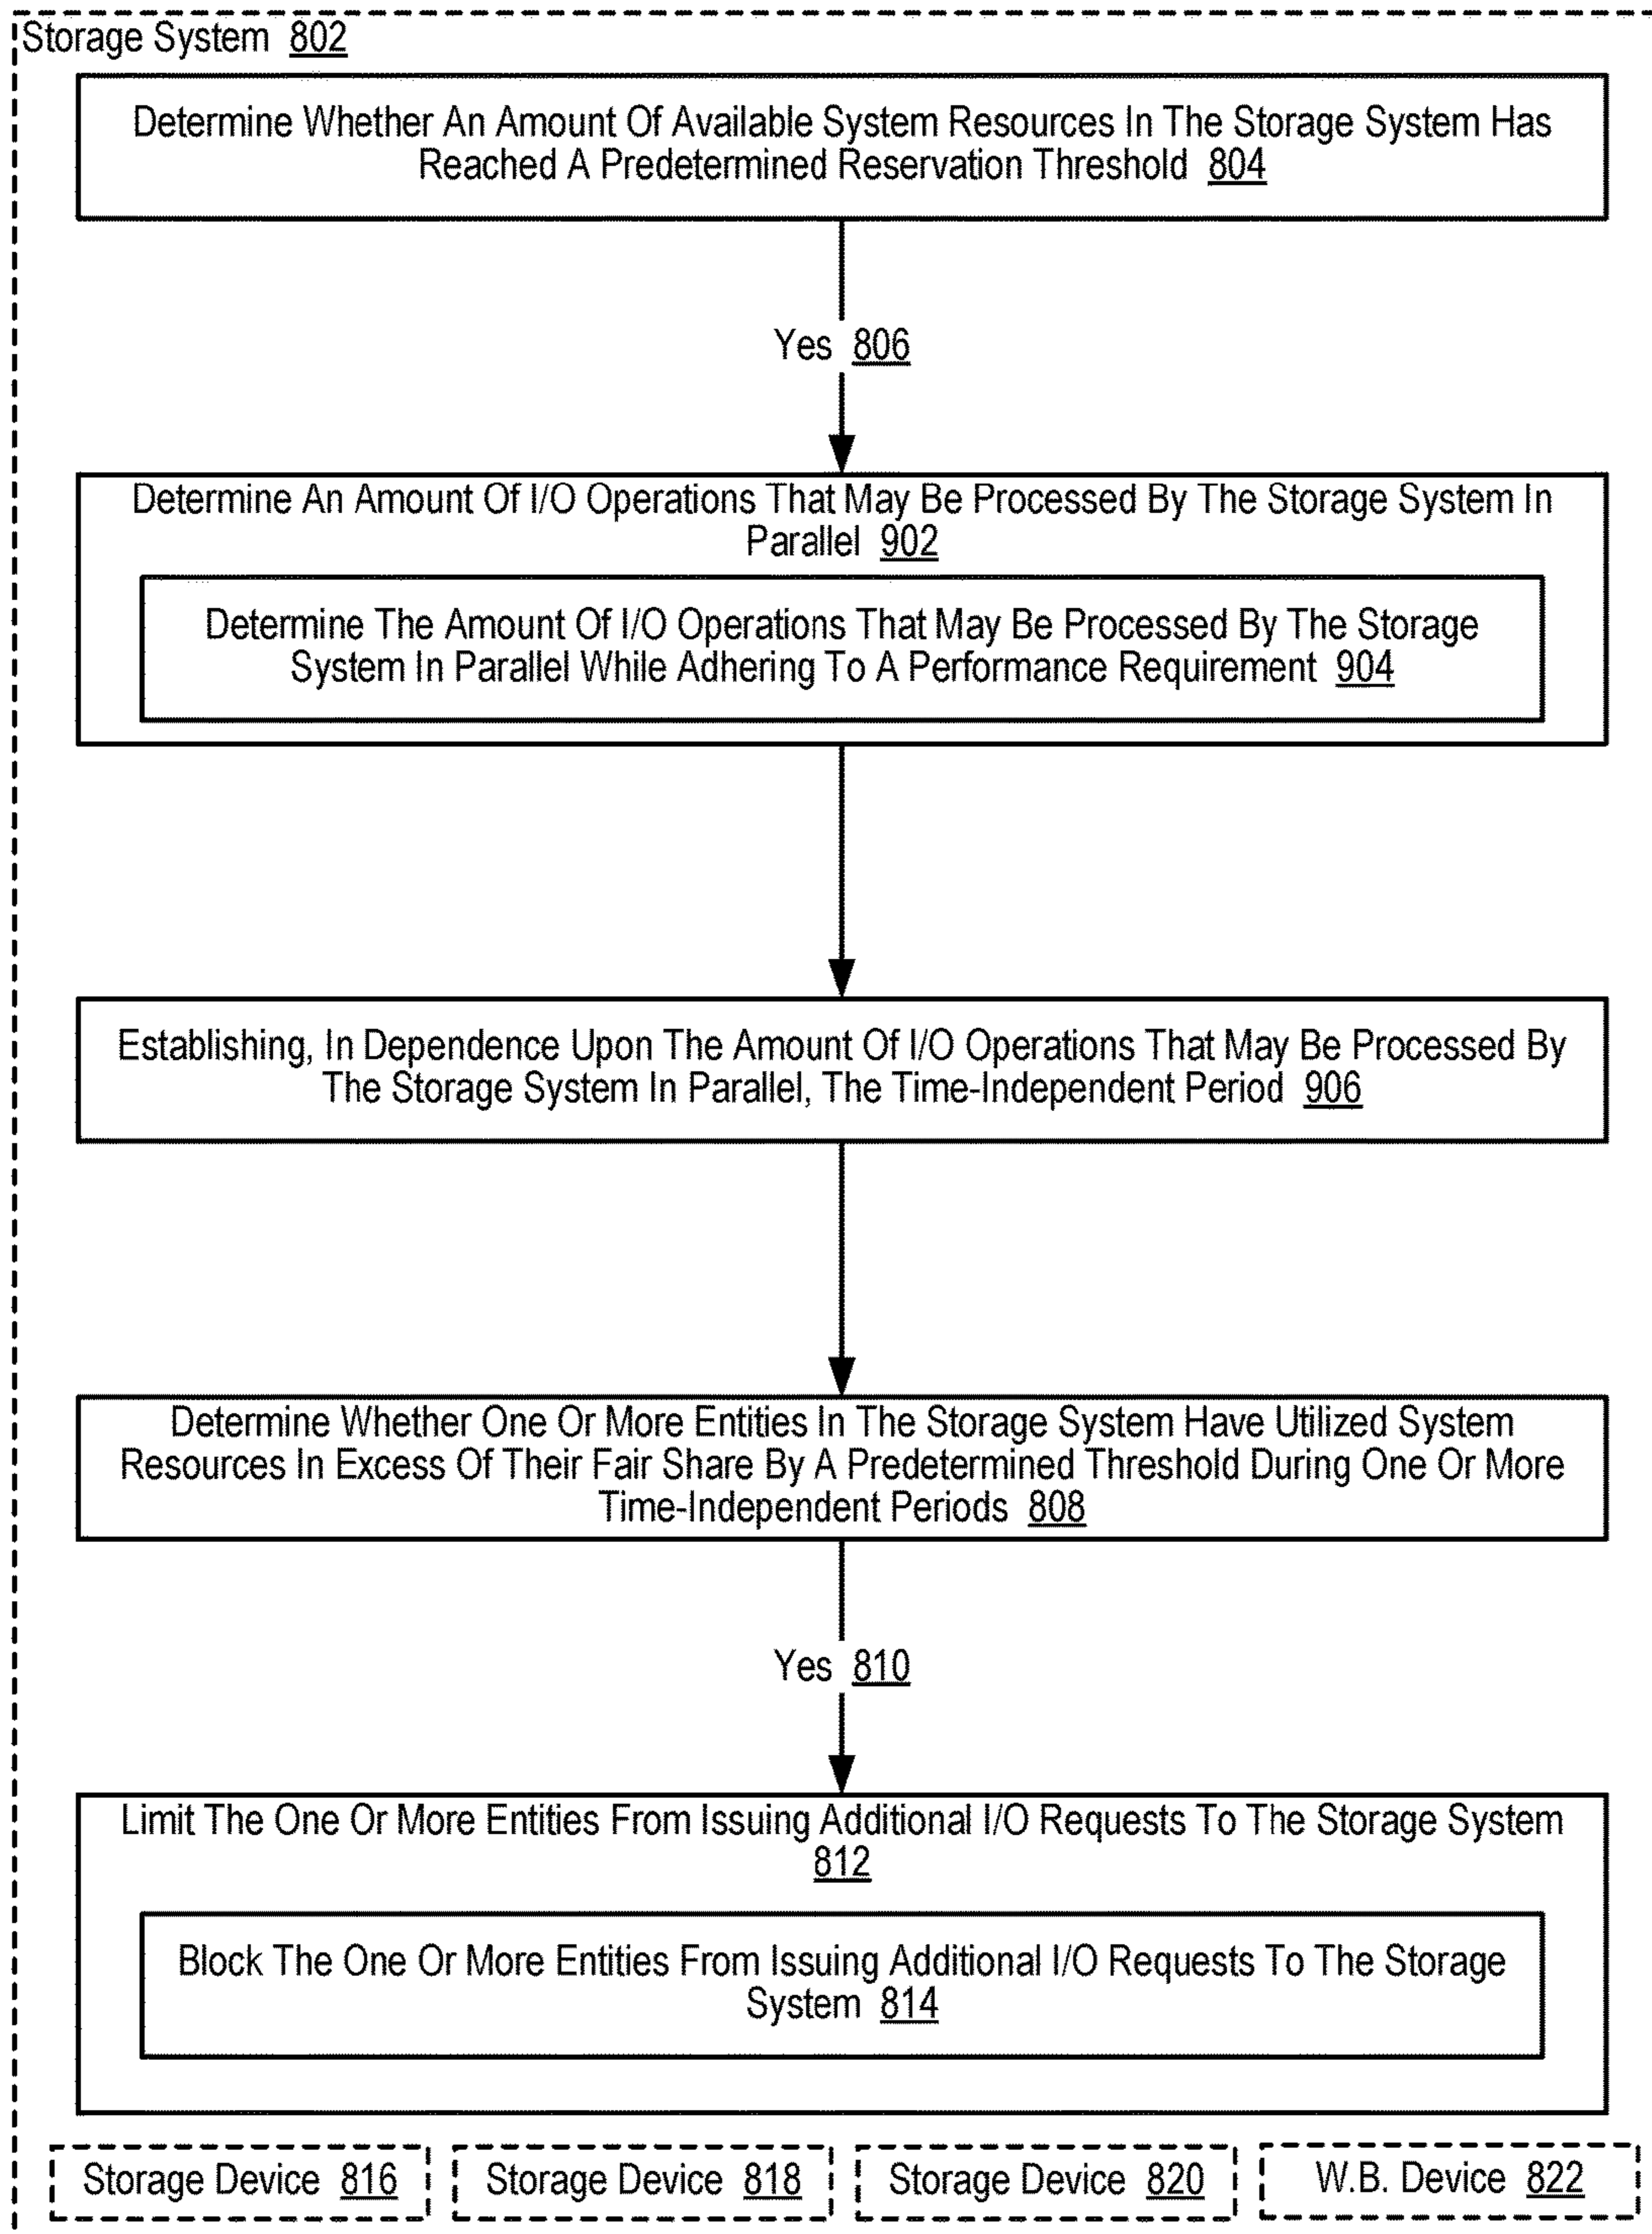 Storage System 802
Determine Whether An Amount Of Available System Resources In The Storage System Has
Reached A Predetermined Reservation Threshold 804
Yes 806
Determine An Amount Of I/O Operations That May Be Processed By The Storage System In
Parallel 902
Determine The Amount Of I/O Operations That May Be Processed By The Storage
System In Parallel While Adhering To A Performance Requirement 904
Establishing, In Dependence Upon The Amount Of I/O Operations That May Be Processed By
The Storage System In Parallel, The Time-Independent Period 906
Determine Whether One Or More Entities In The Storage System Have Utilized System
Resources In Excess Of Their Fair Share By A Predetermined Threshold During One Or More
Time-Independent Periods 808
Yes 810
Limit The One Or More Entities From Issuing Additional I/O Requests To The Storage System
812
Block The One Or More Entities From Issuing Additional I/O Requests To The Storage
System 814
Storage Device 816
Storage Device 818
Storage Device 820
W.B. Device 822